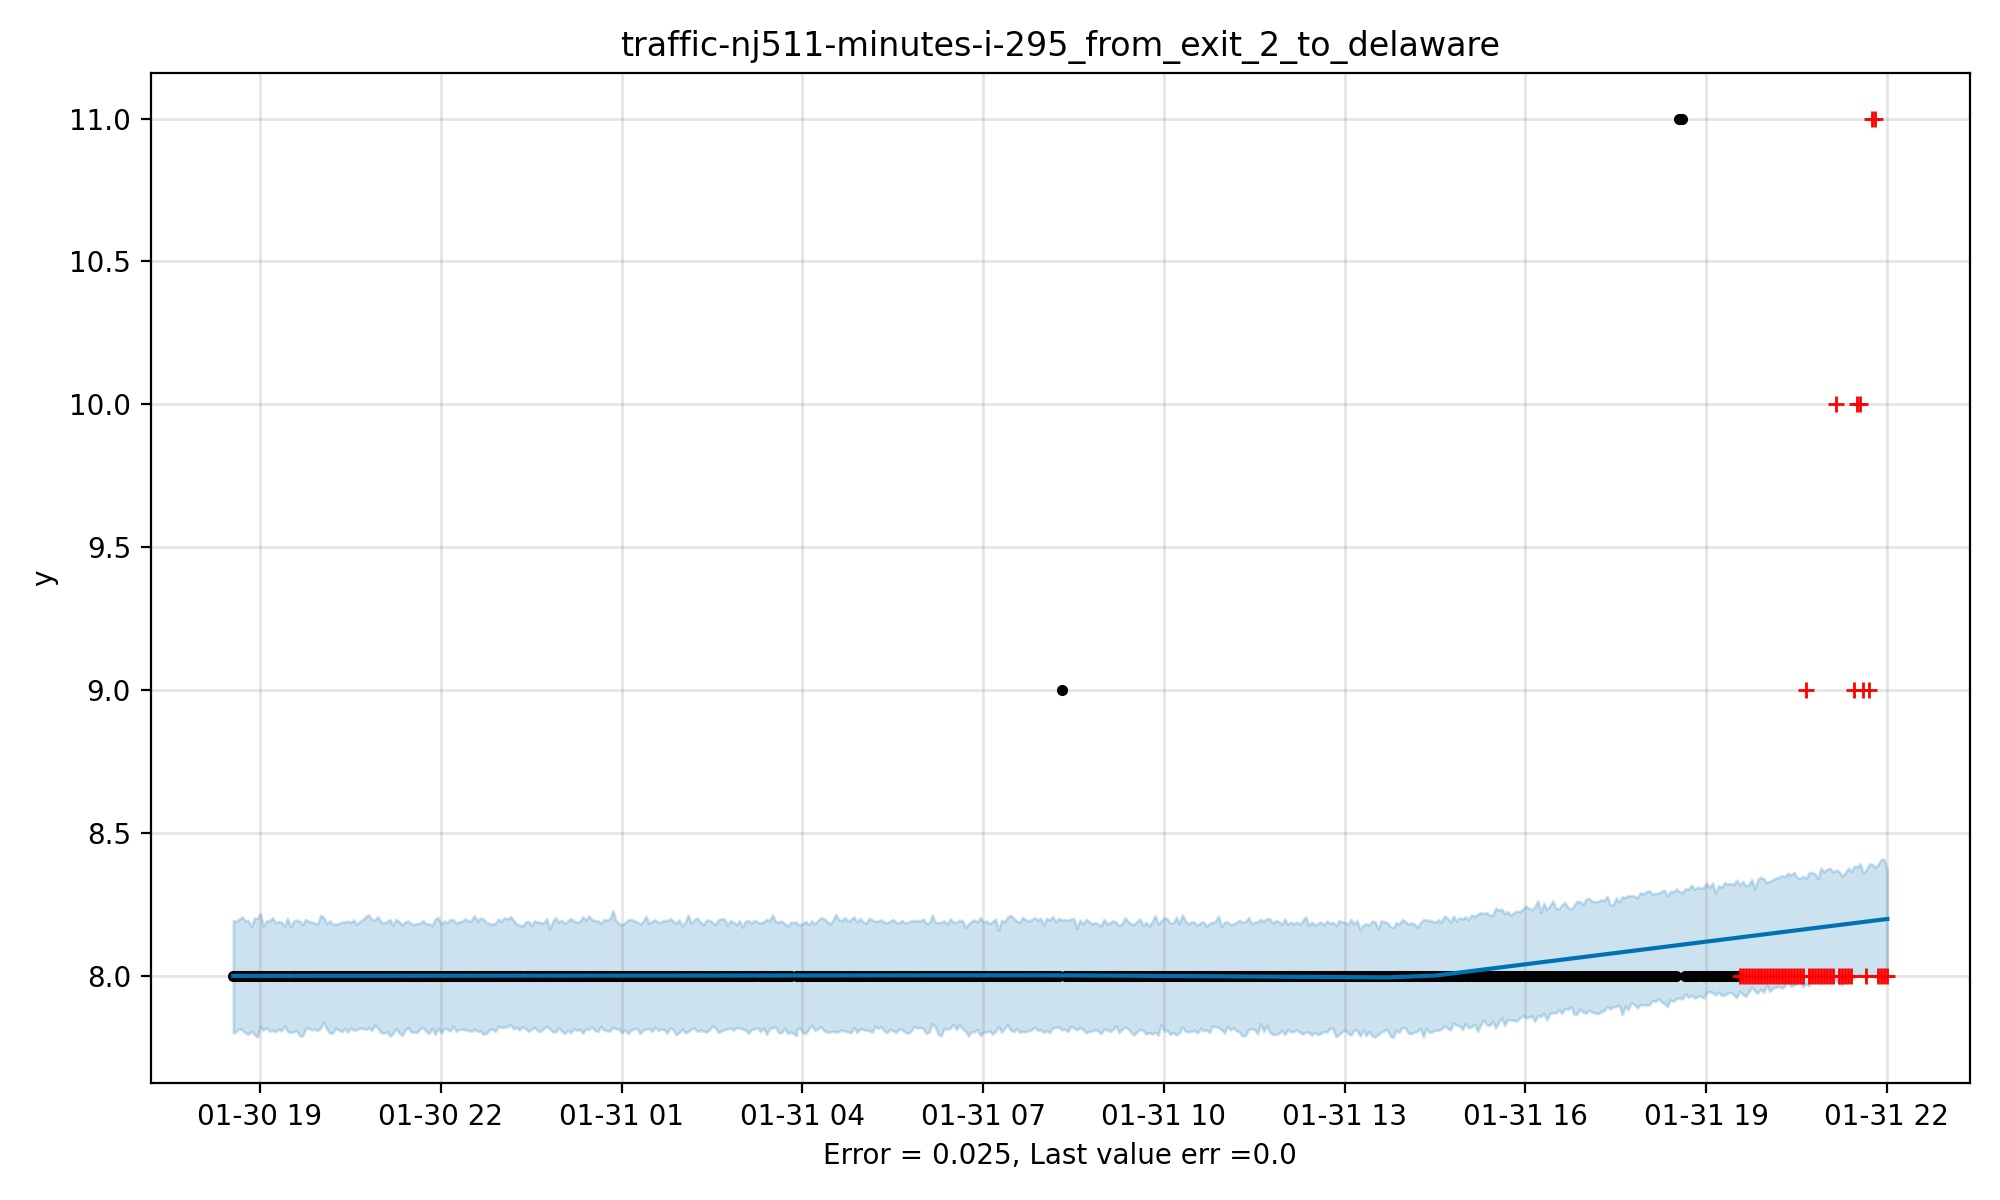 traffic-nj511-minutes-i-295_from_exit_2_to_delaware
11.0
10.5
10.0
9.5
9.0
8.5
8.0
y
01-30 19 01-30 22 01-31 01 01-31 04 01-31 07 01-31 10 01-31 13 01-31 16 01-31 19 01-31 22
Error = 0.025, Last value err =0.0